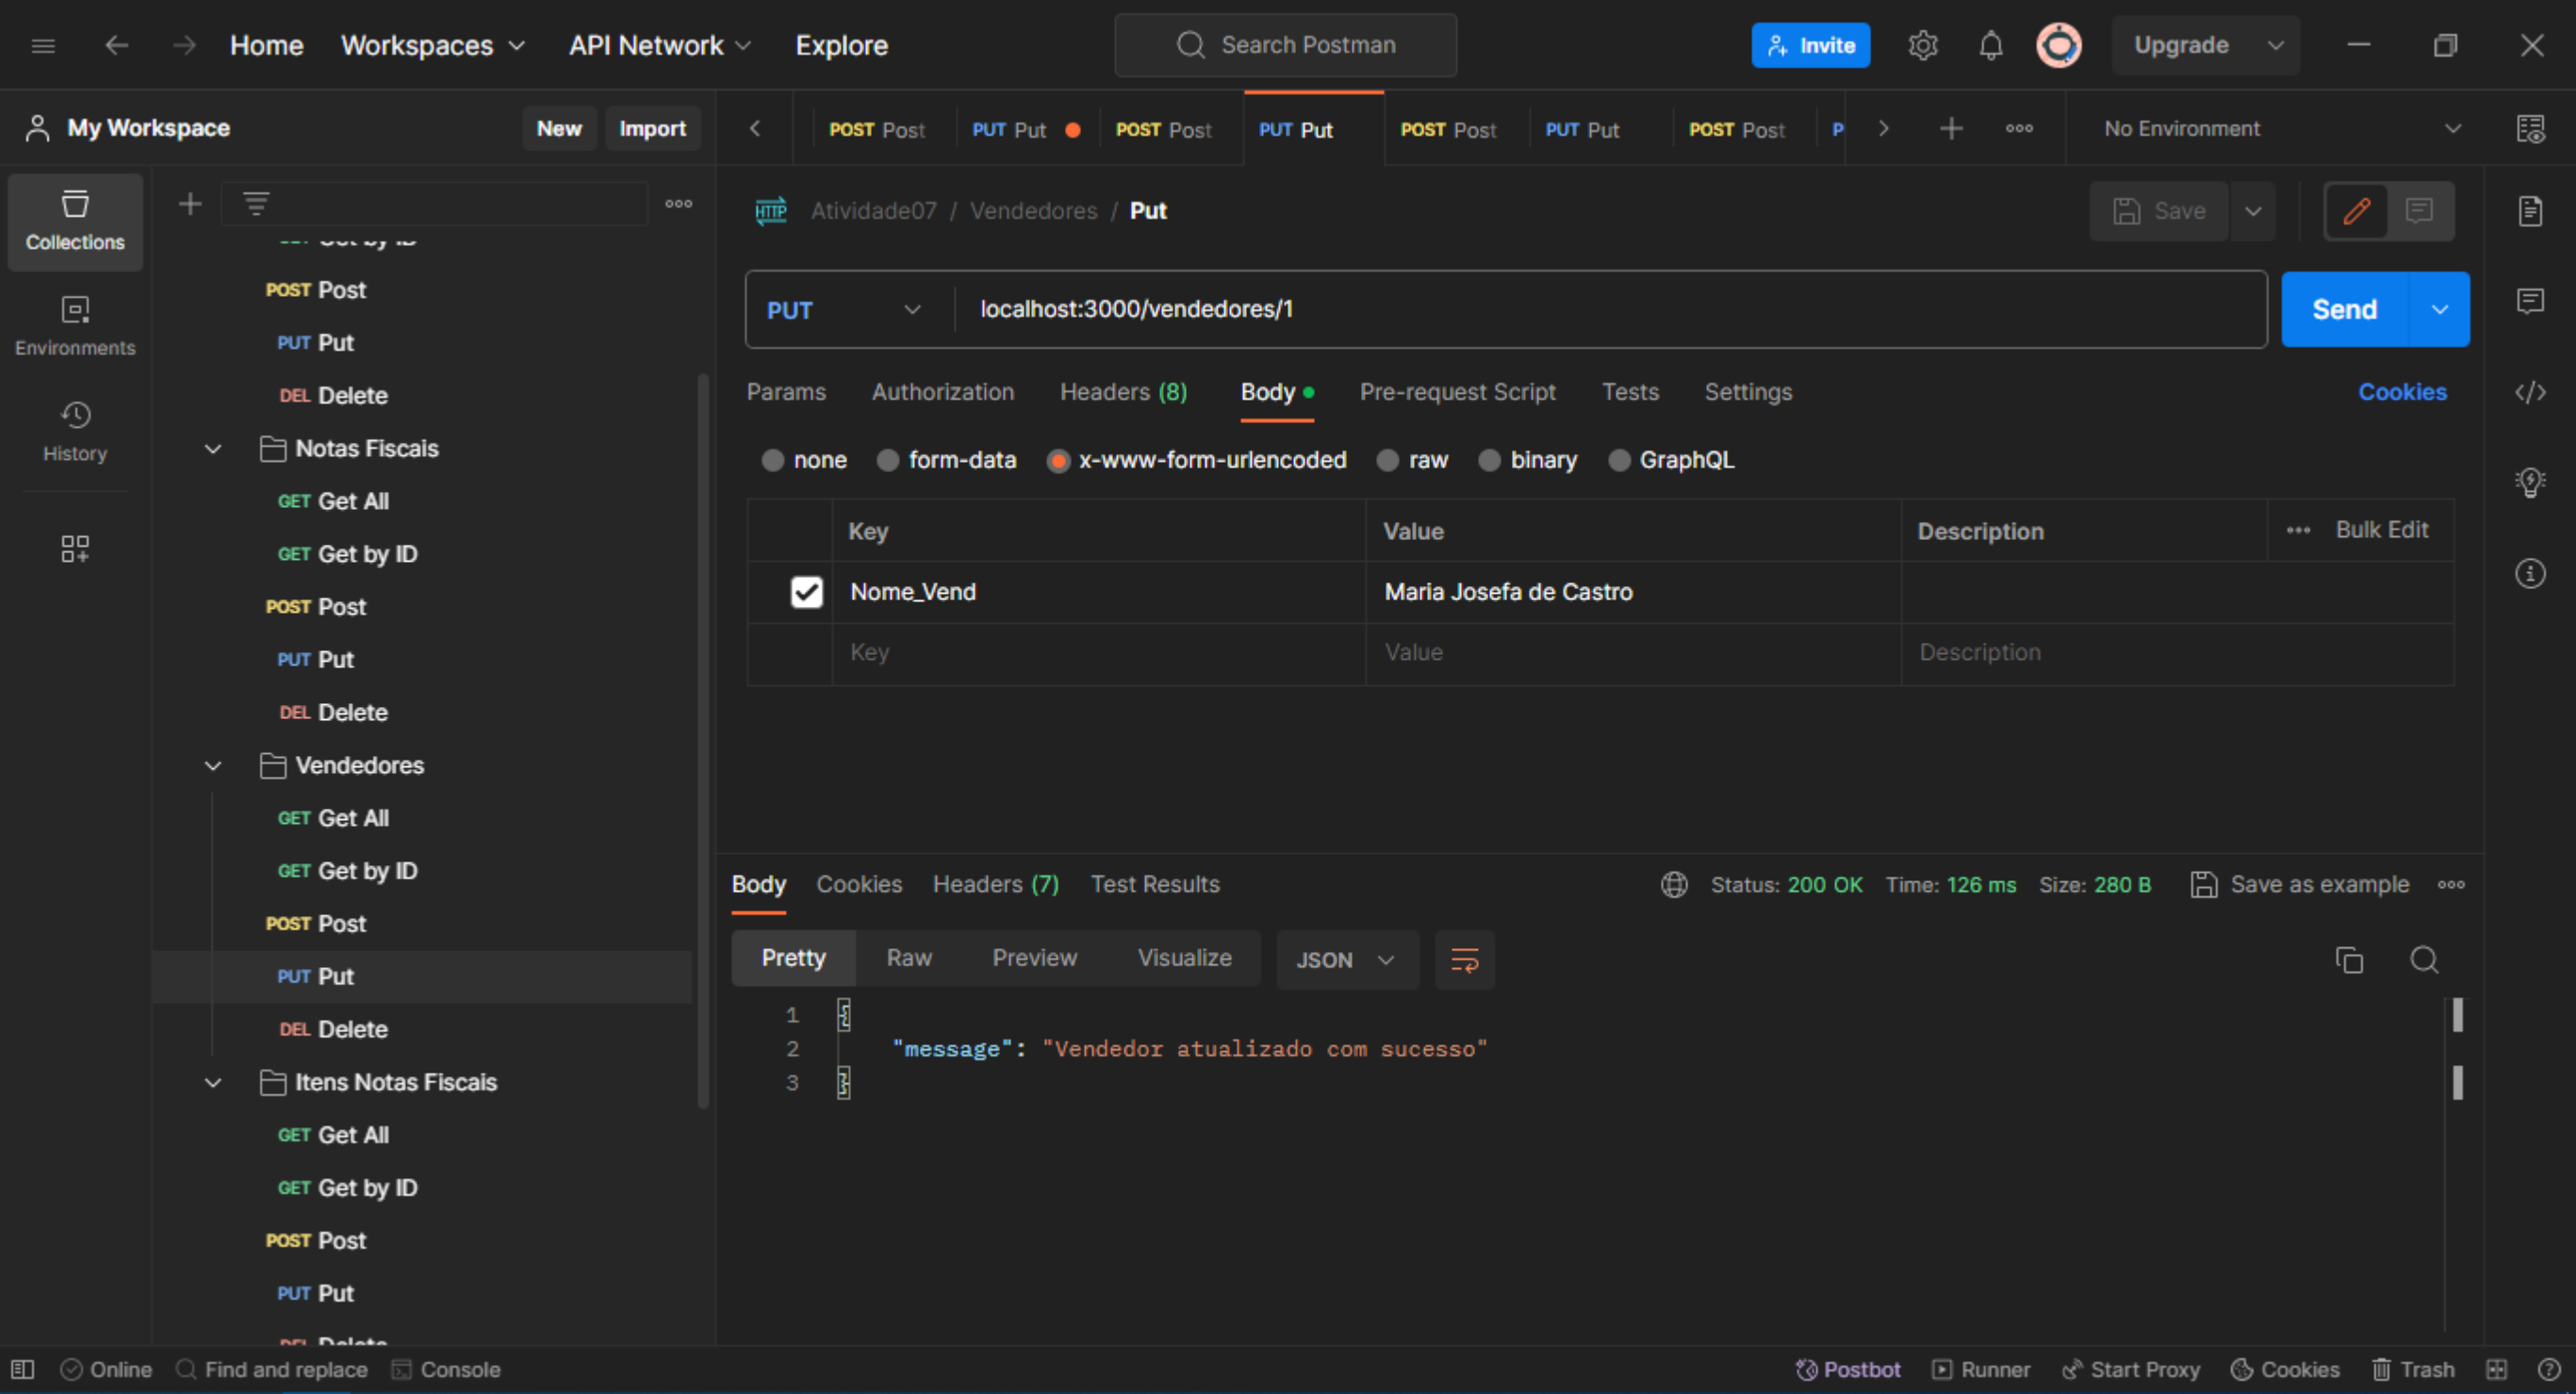 Home Workspaces API Network Explore Search Postman Invite Upgrade
My Workspace New Import POST Post PUT Put POST Post PUT Put POST Post PUT Put POST Post P No Environment
Collections
Environments
History
Get by ID
POST Post
PUT Put
DEL Delete
Notas Fiscais
GET Get All
GET Get by ID
POST Post
PUT Put
DEL Delete
Vendedores
GET Get All
GET Get by ID
POST Post
PUT Put
DEL Delete
Itens Notas Fiscais
GET Get All
GET Get by ID
POST Post
PUT Put
DEL Delete
HTTP Atividade07 / Vendedores / Put Save
PUT localhost:3000/vendedores/1 Send
Params Authorization Headers (8) Body Pre-request Script Tests Settings Cookies
none form-data x-www-form-urlencoded raw binary GraphQL
Key Value Description Bulk Edit
Nome_Vend Maria Josefa de Castro
Key Value Description
Body Cookies Headers (7) Test Results Status: 200 OK Time: 126 ms Size: 280 B Save as example
Pretty Raw Preview Visualize JSON
1 {
2 "message": "Vendedor atualizado com sucesso"
3 }
Online Find and replace Console Postbot Runner Start Proxy Cookies Trash